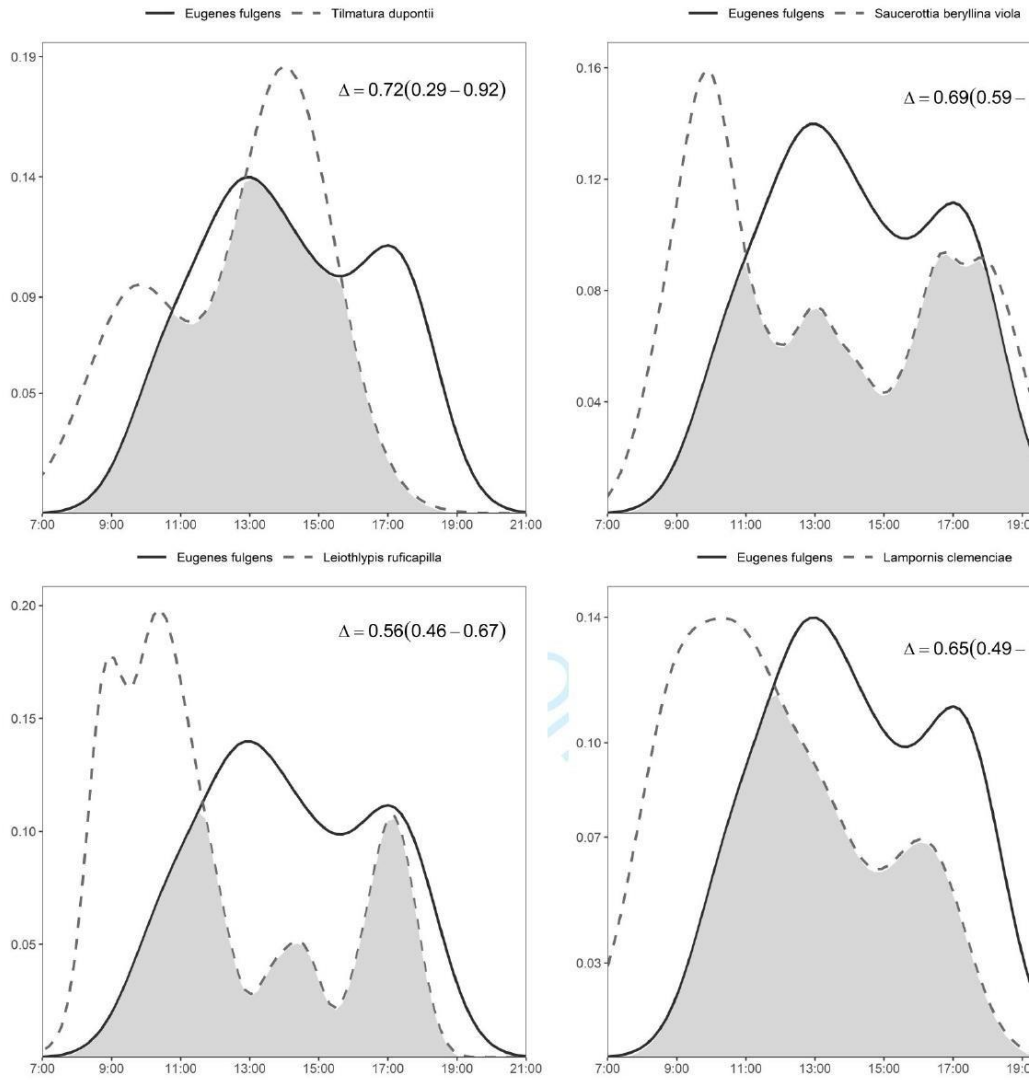 Eugenes fulgens Tilmatura dupontii
0.19
0.14
0.09
0.05
Δ = 0.72(0.29 – 0.92)
7:00 9:00 11:00 13:00 15:00 17:00 19:00 21:00
Eugenes fulgens Saucerottia beryllina viola
0.16
0.12
0.08
0.04
Δ = 0.69(0.59 –
7:00 9:00 11:00 13:00 15:00 17:00 19:0
Eugenes fulgens Leiothlypis ruficapilla
0.20
0.15
0.10
0.05
Δ = 0.56(0.46 – 0.67)
7:00 9:00 11:00 13:00 15:00 17:00 19:00 21:00
Eugenes fulgens Lampornis clemenciae
0.14
0.10
0.07
0.03
Δ = 0.65(0.49 –
7:00 9:00 11:00 13:00 15:00 17:00 19:0